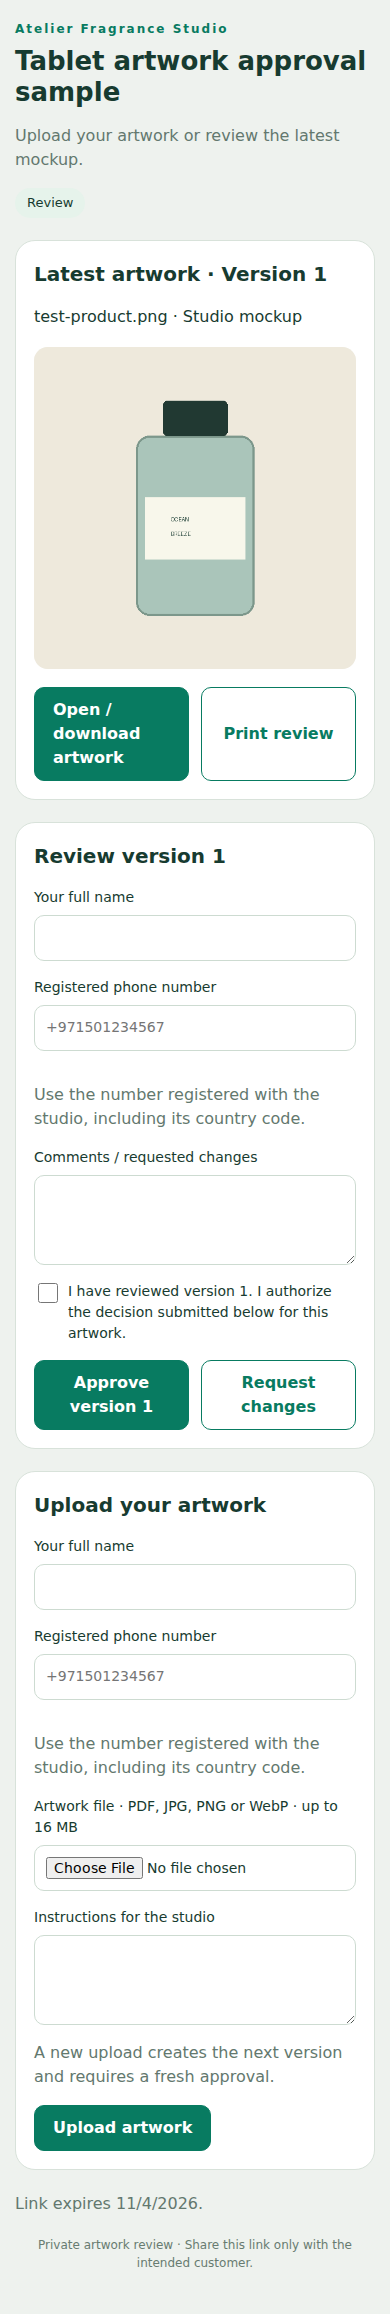 Atelier Fragrance Studio
Tablet artwork approval
sample
Upload your artwork or review the latest
mockup.
Review
Latest artwork · Version 1
test-product.png · Studio mockup
OCEAN
BREEZE
Open /
download
artwork
Print review
Review version 1
Your full name
Registered phone number
+971501234567
Use the number registered with the
studio, including its country code.
Comments / requested changes
I have reviewed version 1. I authorize
the decision submitted below for this
artwork.
Approve
version 1
Request
changes
Upload your artwork
Your full name
Registered phone number
+971501234567
Use the number registered with the
studio, including its country code.
Artwork file · PDF, JPG, PNG or WebP · up to
16 MB
Choose File No file chosen
Instructions for the studio
A new upload creates the next version
and requires a fresh approval.
Upload artwork
Link expires 11/4/2026.
Private artwork review · Share this link only with the
intended customer.